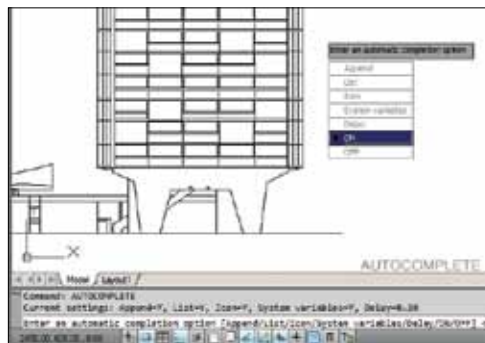 Enter an automatic completion option
Append
List
Icon
System variables
Delay
ON
OFF
X
AUTOCOMPLETE
Model / Layout1 /
Command: AUTOCOMPLETE
Current settings: Append=Y, List=Y, Icon=Y, System variables=Y, Delay=0.30
Enter an automatic completion option [Append/List/Icon/System variables/Delay/ON/OFF] <